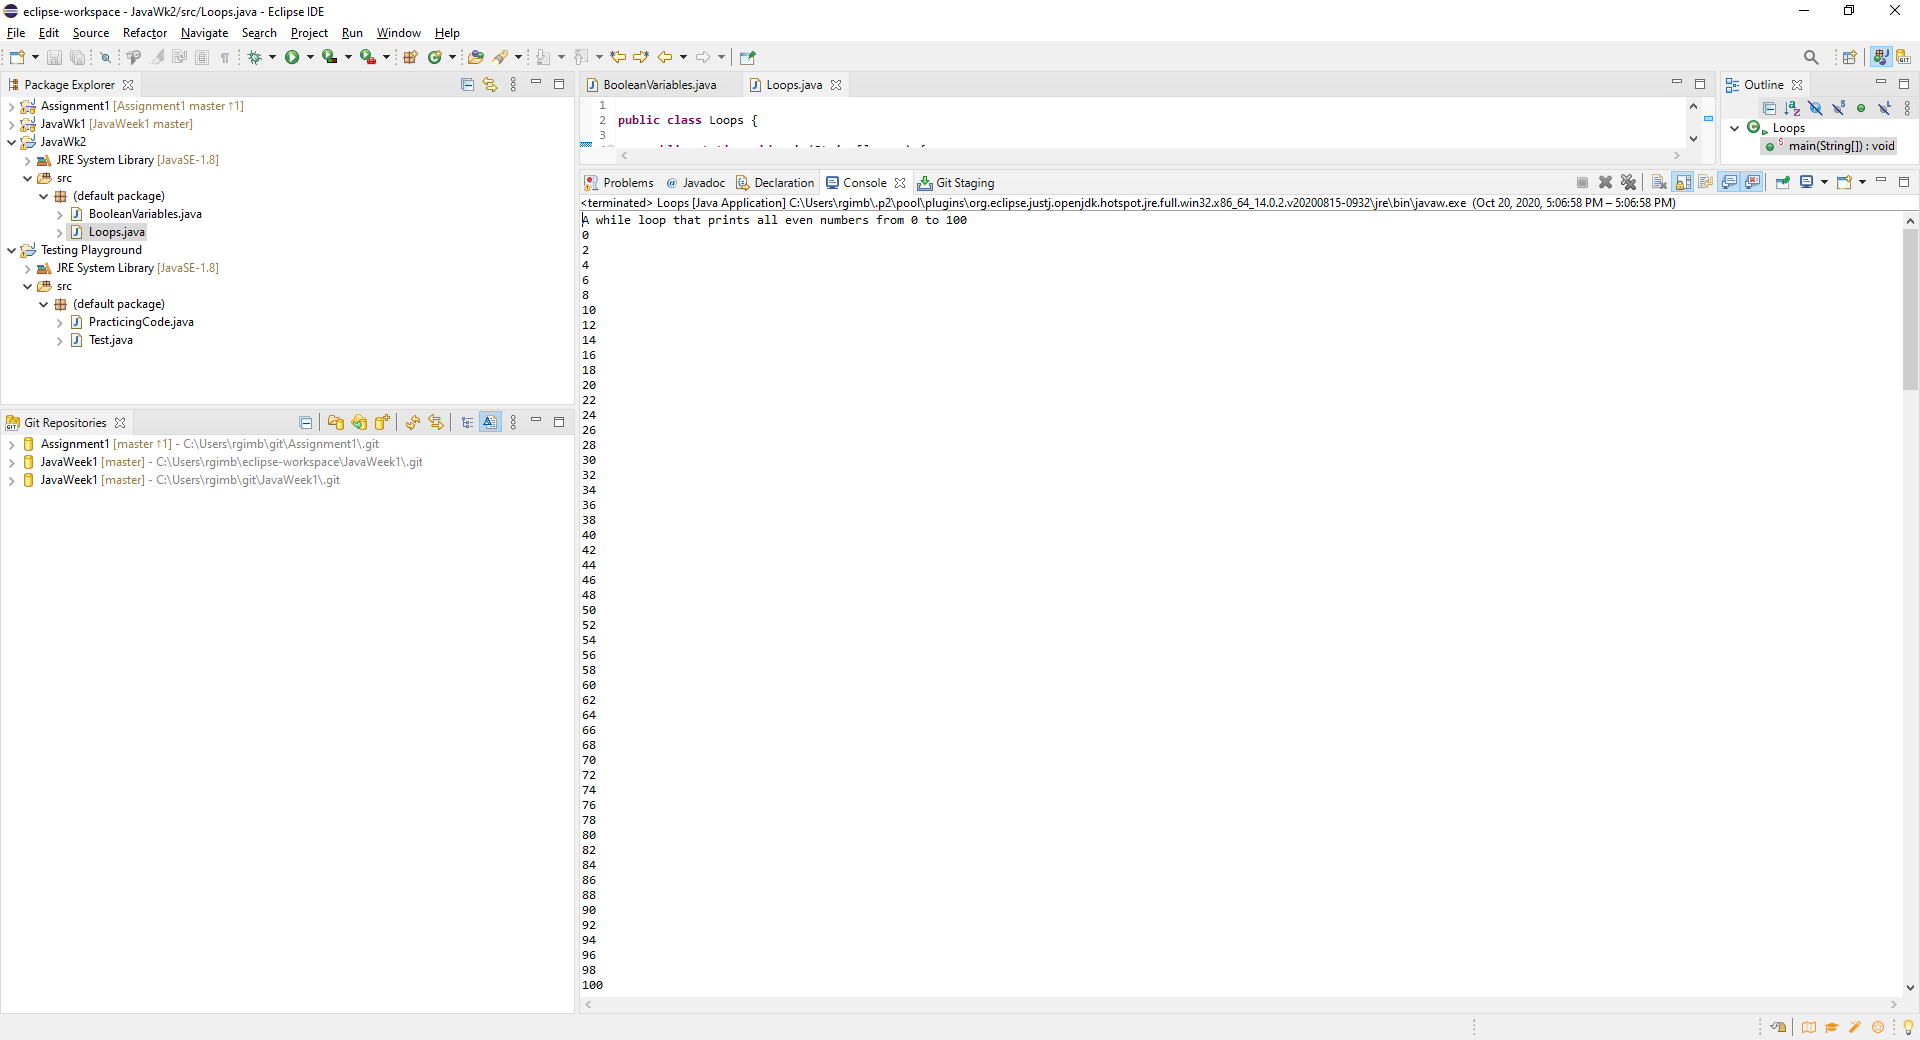 eclipse-workspace - JavaWk2/src/Loops.java - Eclipse IDE
File Edit Source Refactor Navigate Search Project Run Window Help
Package Explorer
Assignment1 [Assignment1 master ↑1]
JavaWk1 [JavaWeek1 master]
JavaWk2
JRE System Library [JavaSE-1.8]
src
(default package)
BooleanVariables.java
Loops.java
Testing Playground
JRE System Library [JavaSE-1.8]
src
(default package)
PracticingCode.java
Test.java
Git Repositories
Assignment1 [master ↑1] - C:\Users\rgimb\git\Assignment1\.git
JavaWeek1 [master] - C:\Users\rgimb\eclipse-workspace\JavaWeek1\.git
JavaWeek1 [master] - C:\Users\rgimb\git\JavaWeek1\.git
BooleanVariables.java Loops.java
1
2 public class Loops {
3
Outline
Loops
main(String[]) : void
Problems Javadoc Declaration Console Git Staging
<terminated> Loops [Java Application] C:\Users\rgimb\.p2\pool\plugins\org.eclipse.justj.openjdk.hotspot.jre.full.win32.x86_64_14.0.2.v20200815-0932\jre\bin\javaw.exe (Oct 20, 2020, 5:06:58 PM – 5:06:58 PM)
A while loop that prints all even numbers from 0 to 100
0
2
4
6
8
10
12
14
16
18
20
22
24
26
28
30
32
34
36
38
40
42
44
46
48
50
52
54
56
58
60
62
64
66
68
70
72
74
76
78
80
82
84
86
88
90
92
94
96
98
100